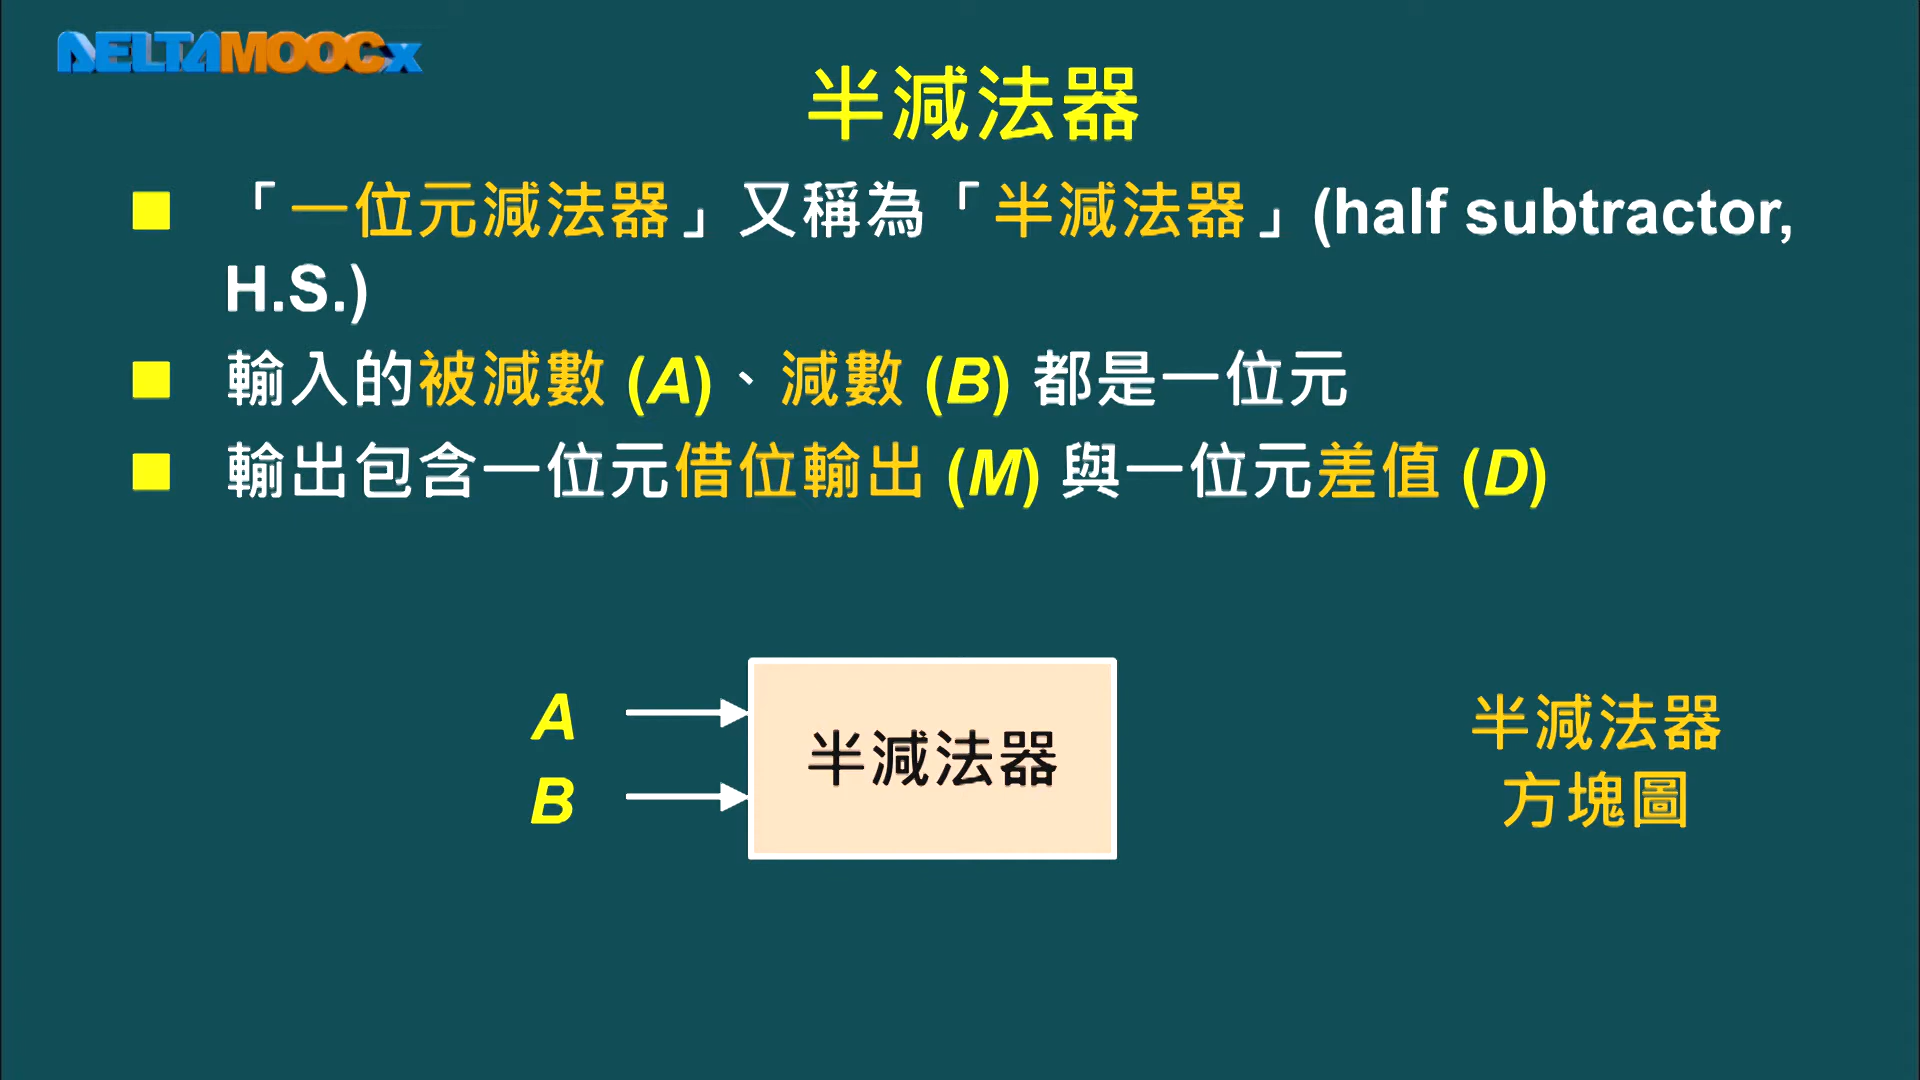 DELTAMOOCx
半減法器
「一位元減法器」又稱為「半減法器」(half subtractor,
H.S.)
輸入的被減數 (A)、減數 (B) 都是一位元
輸出包含一位元借位輸出 (M) 與一位元差值 (D)
A
B
半減法器
半減法器
方塊圖